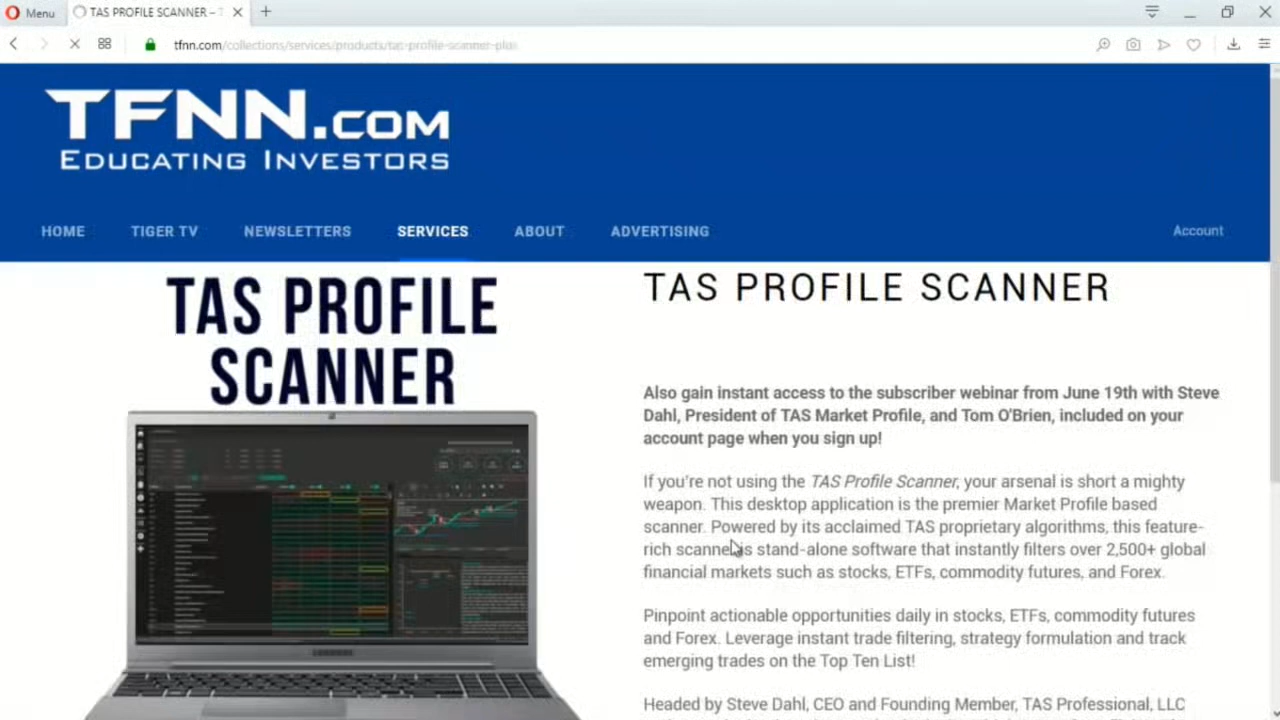 Menu
TAS PROFILE SCANNER –
tfnn.com/collections/services/products/tas-profile-scanner-plus
TFNN.COM
EDUCATING INVESTORS
HOME TIGER TV NEWSLETTERS SERVICES ABOUT ADVERTISING Account
TAS PROFILE
SCANNER
TAS PROFILE SCANNER
Also gain instant access to the subscriber webinar from June 19th with Steve
Dahl, President of TAS Market Profile, and Tom O'Brien, included on your
account page when you sign up!
If you're not using the TAS Profile Scanner, your arsenal is short a mighty
weapon. This desktop application is the premier Market Profile based
scanner. Powered by its acclaimed TAS proprietary algorithms, this feature-
rich scanner is stand-alone software that instantly filters over 2,500+ global
financial markets such as stocks, ETFs, commodity futures, and Forex.
Pinpoint actionable opportunities daily in stocks, ETFs, commodity futures
and Forex. Leverage instant trade filtering, strategy formulation and track
emerging trades on the Top Ten List!
Headed by Steve Dahl, CEO and Founding Member, TAS Professional, LLC